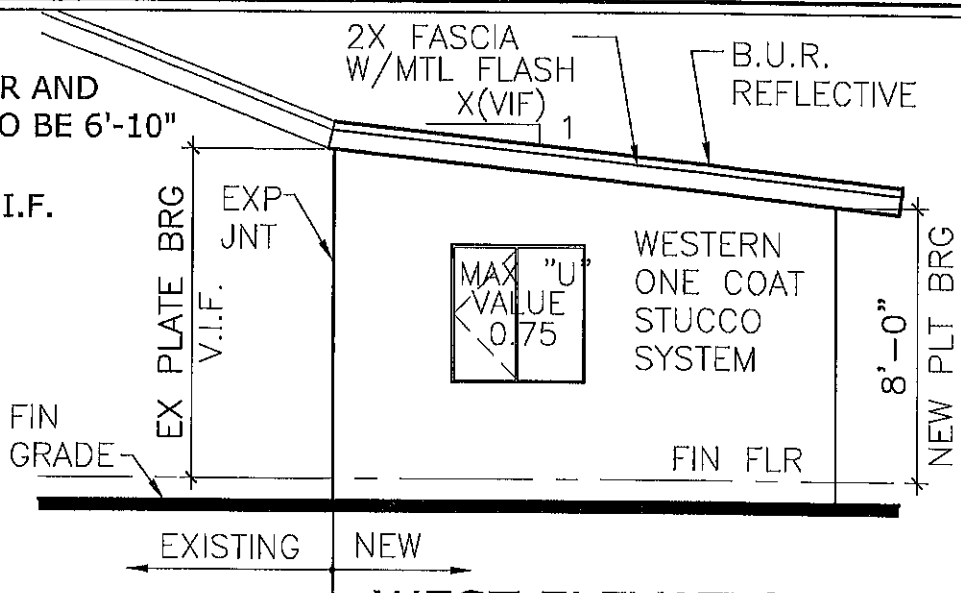 R AND
O BE 6'-10"
I.F.
2X FASCIA
W/MTL FLASH
X(VIF)
1
B.U.R.
REFLECTIVE
EX PLATE BRG
V.I.F.
EXP
JNT
MAX "U"
VALUE
0.75
WESTERN
ONE COAT
STUCCO
SYSTEM
8'-0"
NEW PLT BRG
FIN
GRADE
FIN FLR
EXISTING
NEW